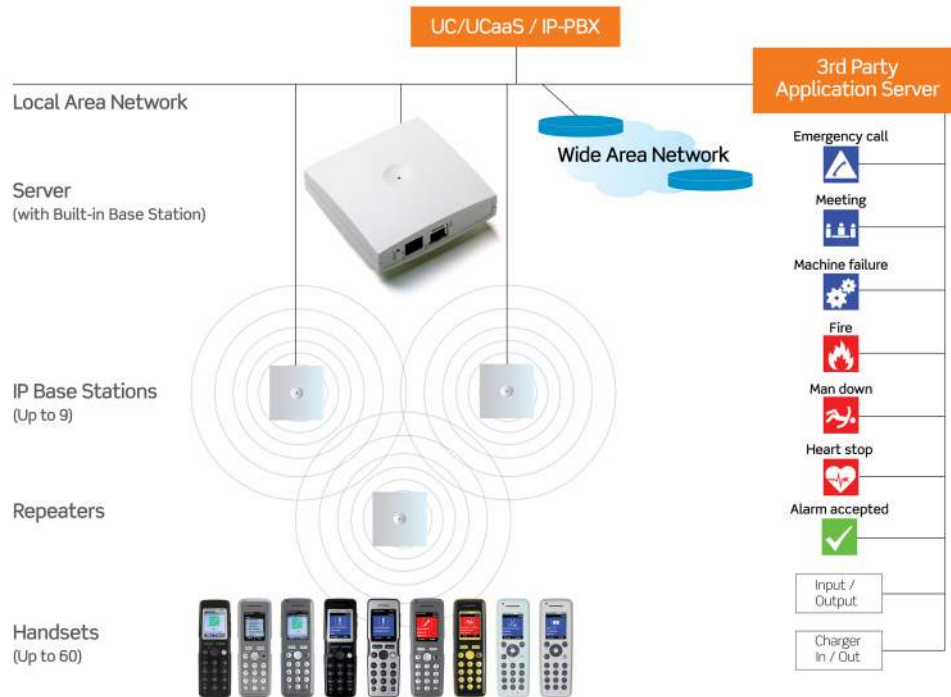 UC/UCaaS / IP-PBX
3rd Party
Application Server
Local Area Network
Wide Area Network
Server
(with Built-in Base Station)
Emergency call
Meeting
Machine failure
Fire
IP Base Stations
(Up to 9)
Man down
Heart stop
Repeaters
Alarm accepted
Input /
Output
Handsets
(Up to 60)
Charger
In / Out